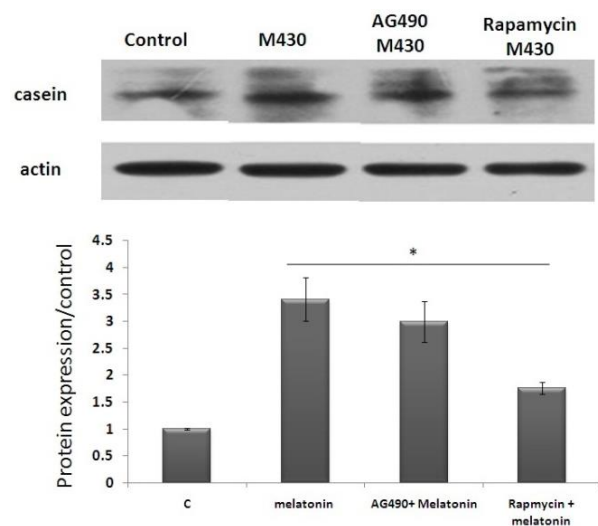 Control M430 AG490 M430 Rapamycin M430
casein
actin
Protein expression/control
4.5
*
4
3.5
3
2.5
2
1.5
1
0.5
0
C melatonin AG490+ Melatonin Rapmycin + melatonin